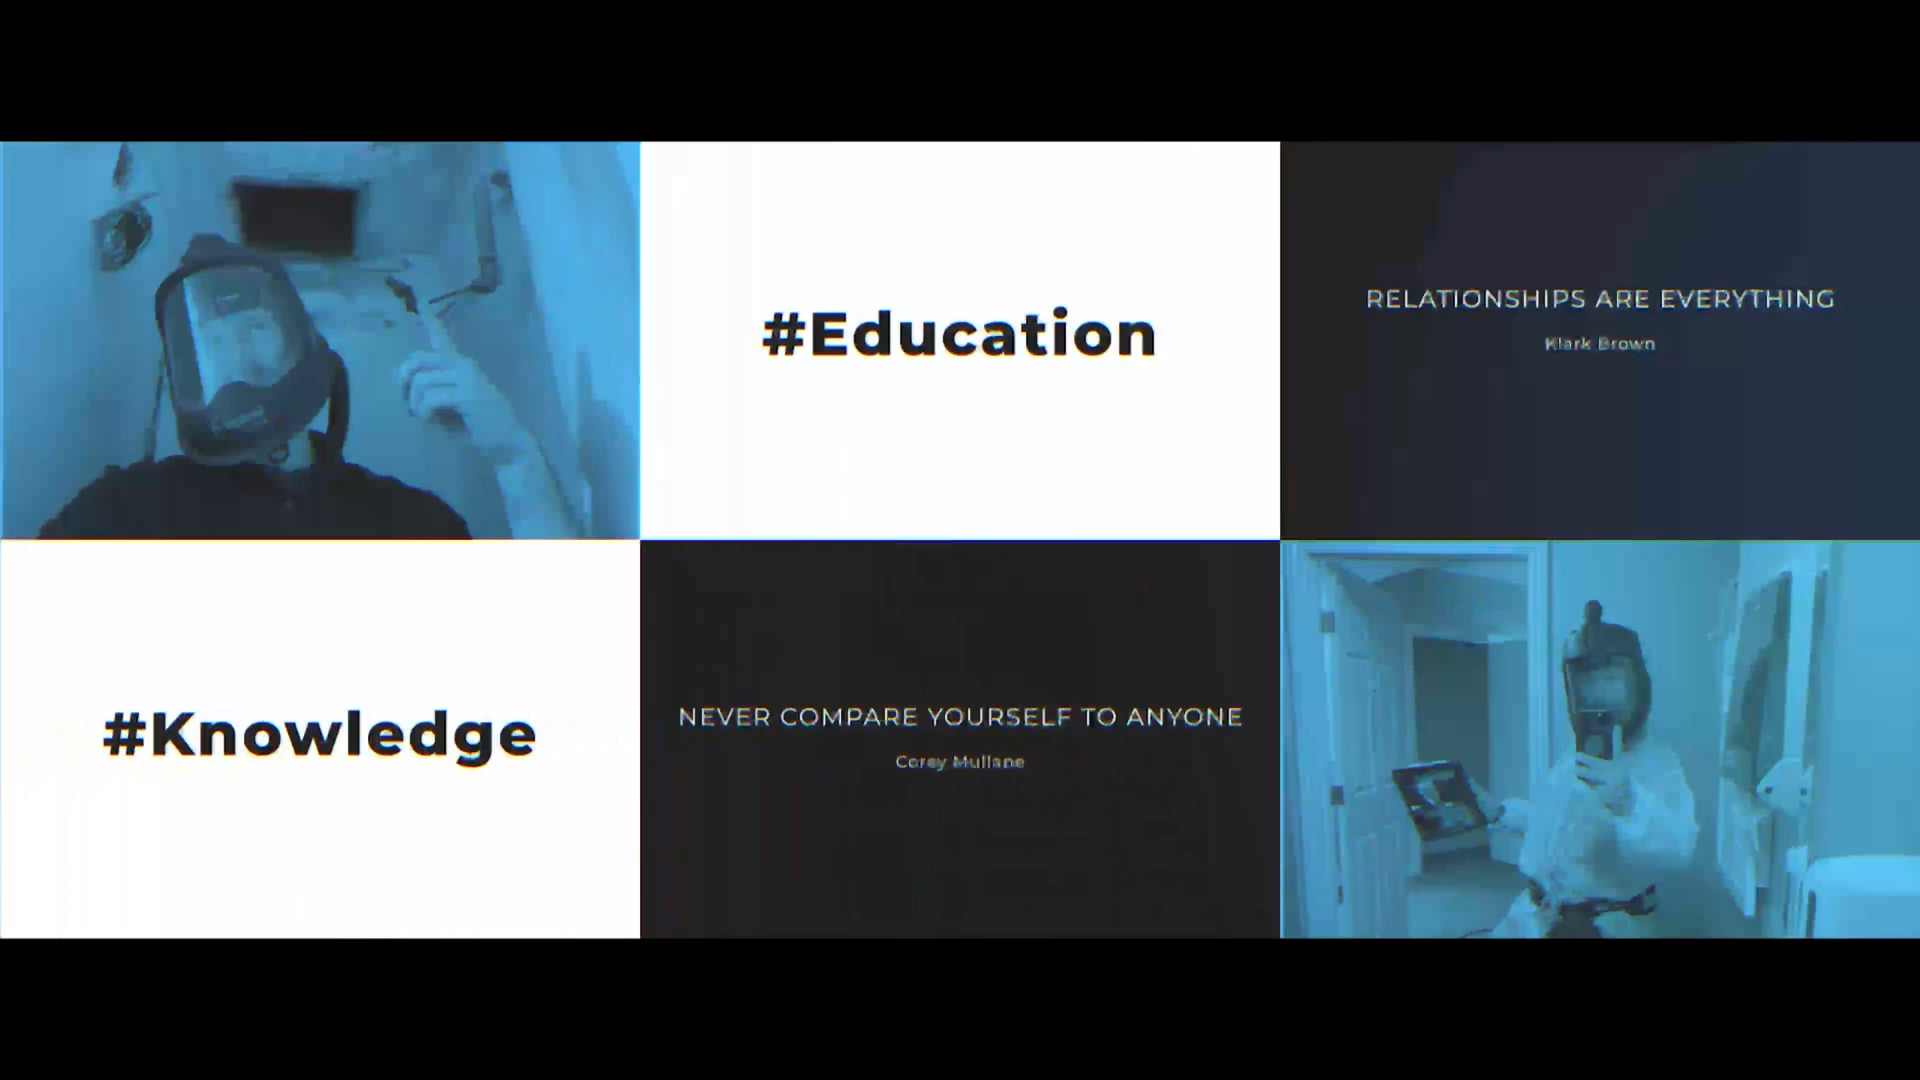 #Education
RELATIONSHIPS ARE EVERYTHING
Klark Brown
#Knowledge
NEVER COMPARE YOURSELF TO ANYONE
Corey Mullane